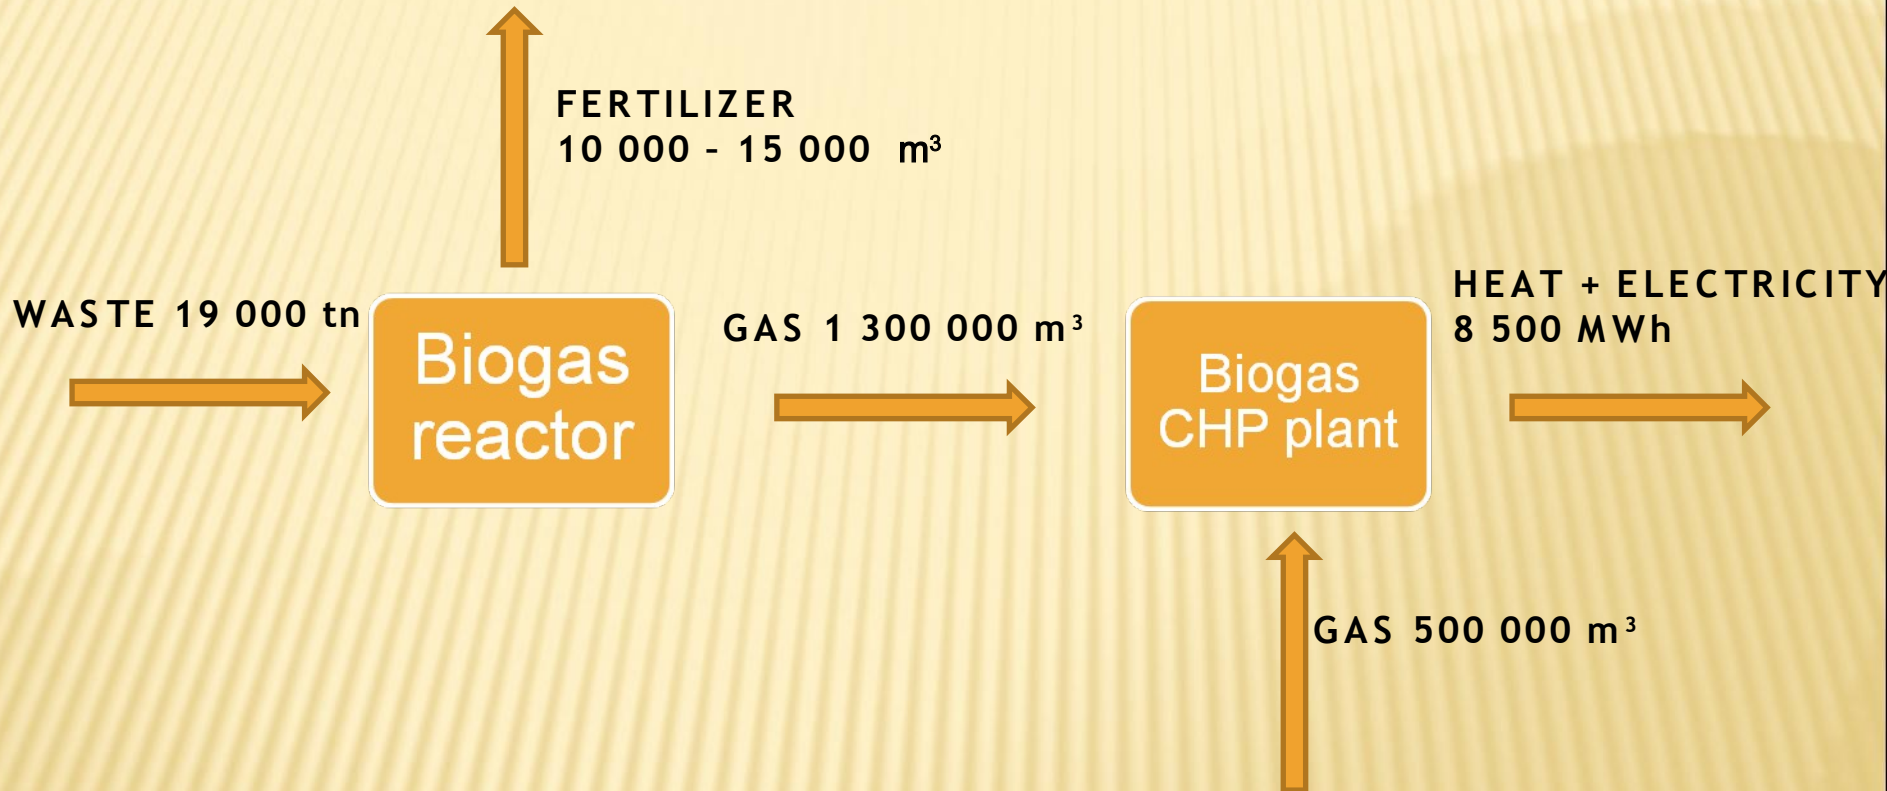 FERTILIZER
10 000 – 15 000 m³
WASTE 19 000 tn
Biogas
reactor
GAS 1 300 000 m³
Biogas
CHP plant
HEAT + ELECTRICITY
8 500 MWh
GAS 500 000 m³